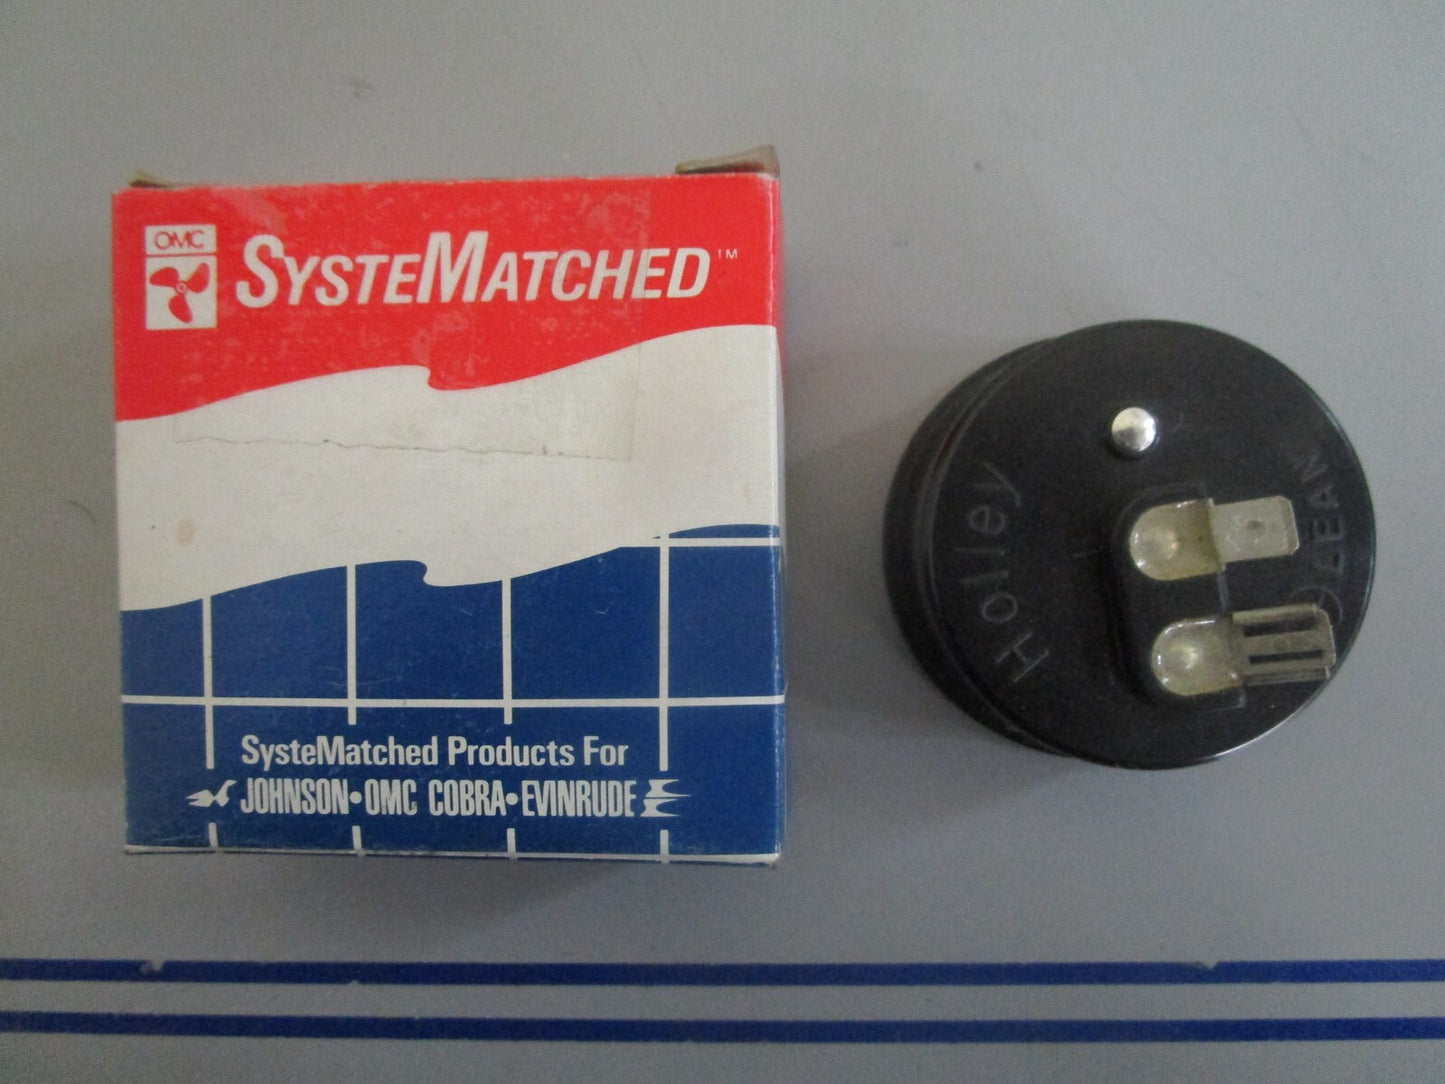 OMC
SYSTEMATCHED™
SysteMatched Products For
JOHNSON•OMC COBRA•EVINRUDE
Holley